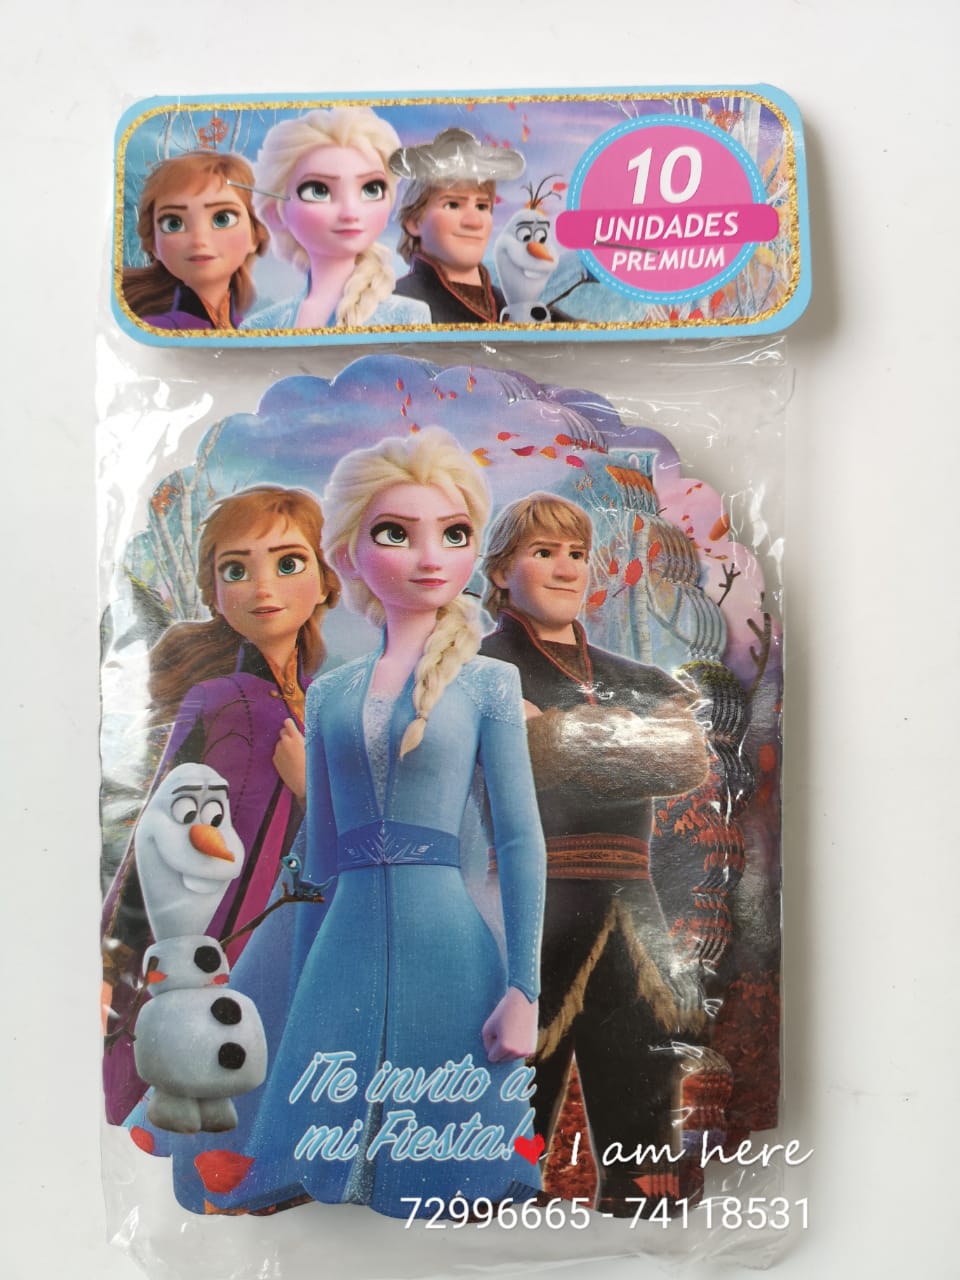 10
UNIDADES
PREMIUM
¡Te invito a
mi Fiesta!
I am here
72996665 - 74118531